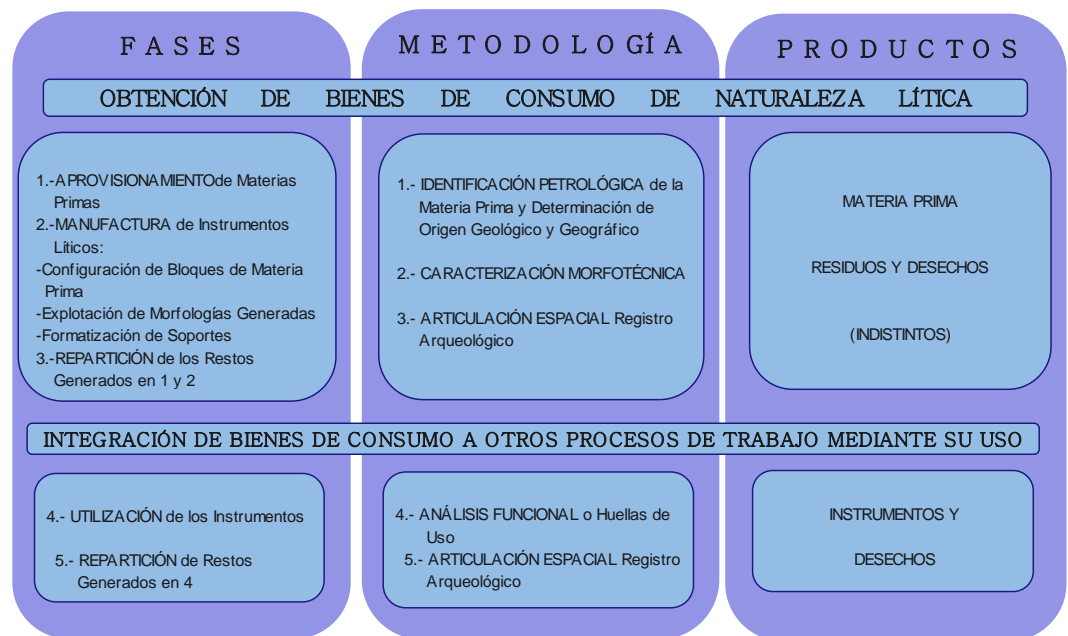 FASES
METODOLOGÍA
PRODUCTOS
OBTENCIÓN DE BIENES DE CONSUMO DE NATURALEZA LÍTICA
1.-APROVISIONAMIENTOde Materias
Primas
2.-MANUFACTURA de Instrumentos
Líticos:
-Configuración de Bloques de Materia
Prima
-Explotación de Morfologías Generadas
-Formatización de Soportes
3.-REPARTICIÓN de los Restos
Generados en 1 y 2
1.- IDENTIFICACIÓN PETROLÓGICA de la
Materia Prima y Determinación de
Origen Geológico y Geográfico
2.- CARACTERIZACIÓN MORFOTÉCNICA
3.- ARTICULACIÓN ESPACIAL Registro
Arqueológico
MATERIA PRIMA
RESIDUOS Y DESECHOS
(INDISTINTOS)
INTEGRACIÓN DE BIENES DE CONSUMO A OTROS PROCESOS DE TRABAJO MEDIANTE SU USO
4.- UTILIZACIÓN de los Instrumentos
5.- REPARTICIÓN de Restos
Generados en 4
4.- ANÁLISIS FUNCIONAL o Huellas de
Uso
5.- ARTICULACIÓN ESPACIAL Registro
Arqueológico
INSTRUMENTOS Y
DESECHOS